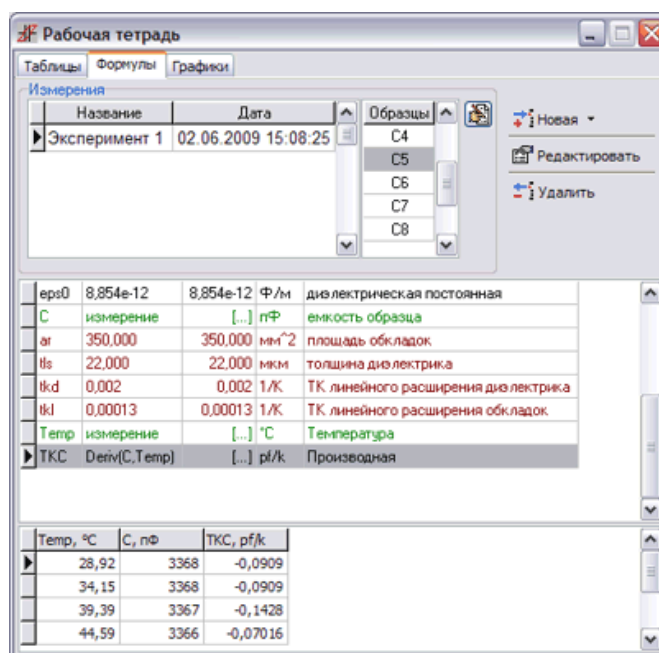 Рабочая тетрадь
Таблицы Формулы Графики
Измерения
Название Дата Образцы
Эксперимент 1 02.06.2009 15:08:25
C4
C5
C6
C7
C8
Новая
Редактировать
Удалить
eps0 8,854e-12 8,854e-12 Ф/м диэлектрическая постоянная
C измерение [...] пФ емкость образца
ar 350,000 350,000 мм^2 площадь обкладок
tls 22,000 22,000 мкм толщина диэлектрика
tkd 0,002 0,002 1/К ТК линейного расширения диэлектрика
tkl 0,00013 0,00013 1/К ТК линейного расширения обкладок
Temp измерение [...] °C Температура
TKC Deriv(C,Temp) [...] pf/k Производная
Temp, °C C, пФ TKC, pf/k
28,92 3368 -0,0909
34,15 3368 -0,0909
39,39 3367 -0,1428
44,59 3366 -0,07016